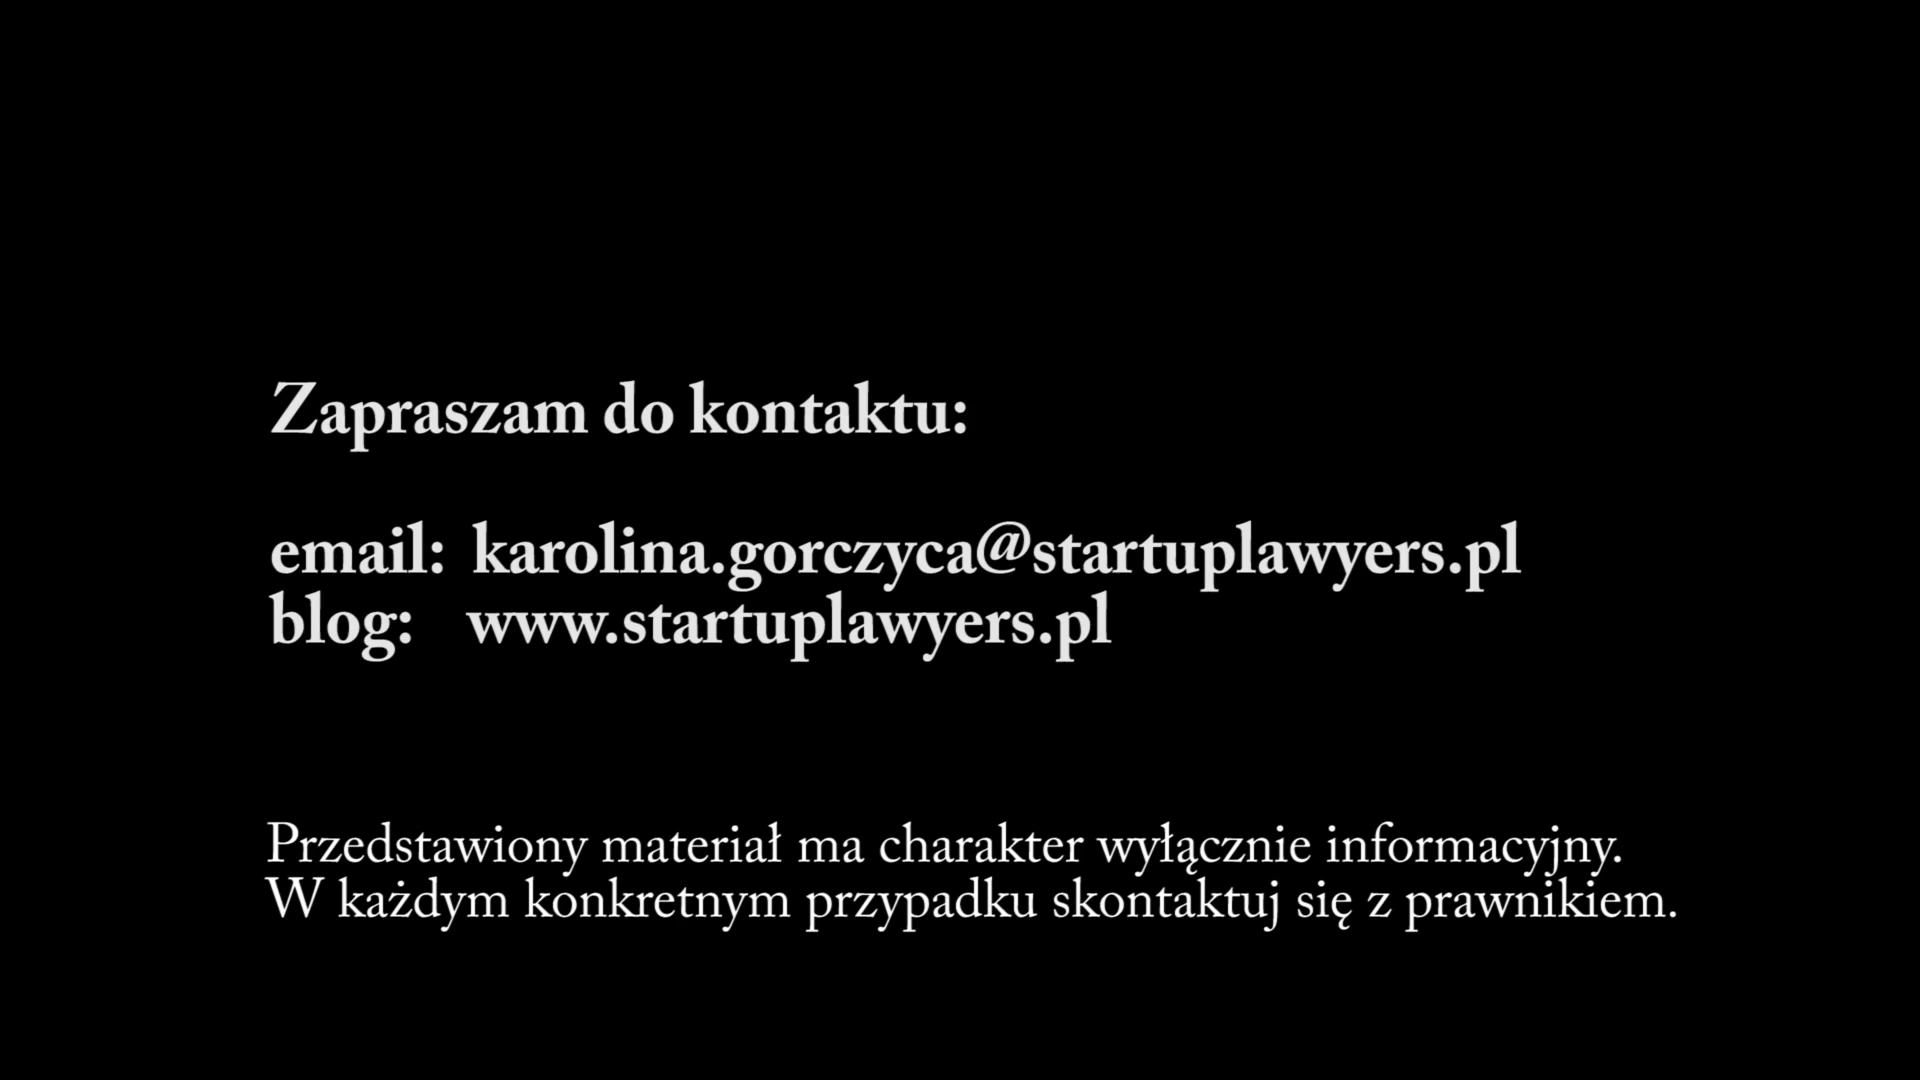 Zapraszam do kontaktu:
email: karolina.gorczyca@startuplawyers.pl
blog: www.startuplawyers.pl
Przedstawiony materiał ma charakter wyłącznie informacyjny.
W każdym konkretnym przypadku skontaktuj się z prawnikiem.